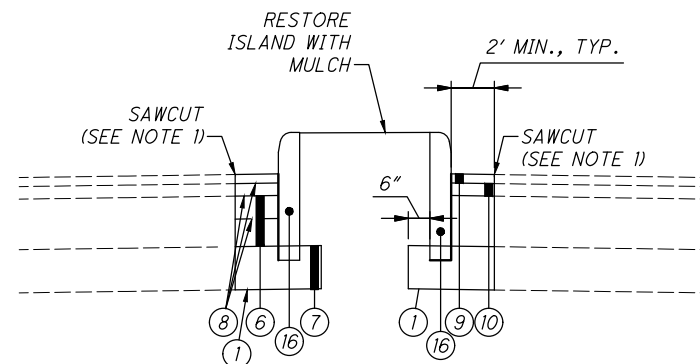 RESTORE
ISLAND WITH
MULCH
2' MIN., TYP.
SAWCUT
(SEE NOTE 1)
SAWCUT
(SEE NOTE 1)
6"
8
6
16
7
1
9
10
1
16